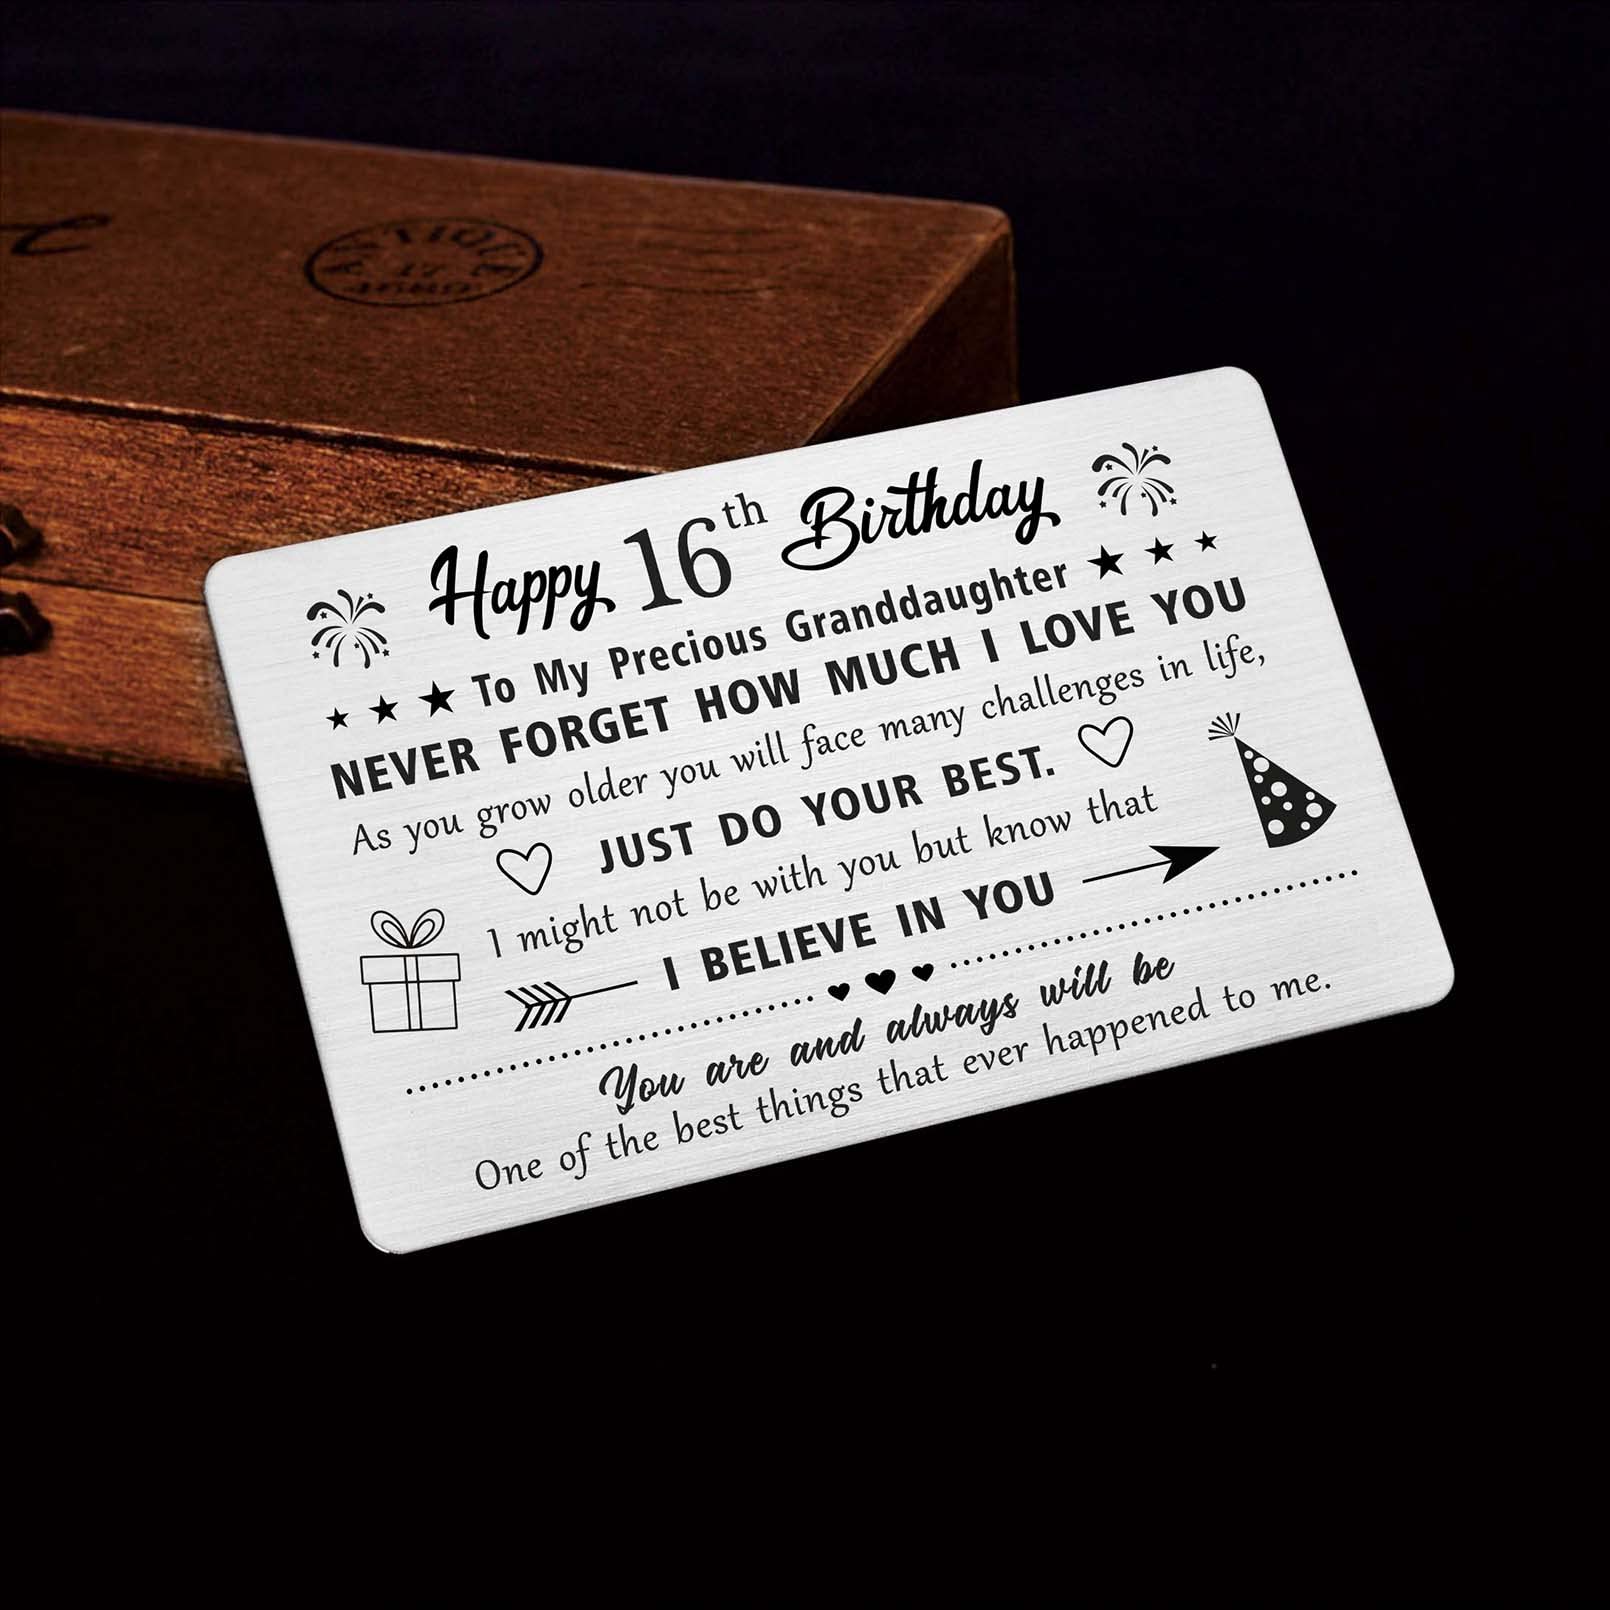 ANTIQUE
17
Happy 16th Birthday
To My Precious Granddaughter
NEVER FORGET HOW MUCH I LOVE YOU
As you grow older you will face many challenges in life,
JUST DO YOUR BEST.
I might not be with you but know that
I BELIEVE IN YOU
You are and always will be
One of the best things that ever happened to me.